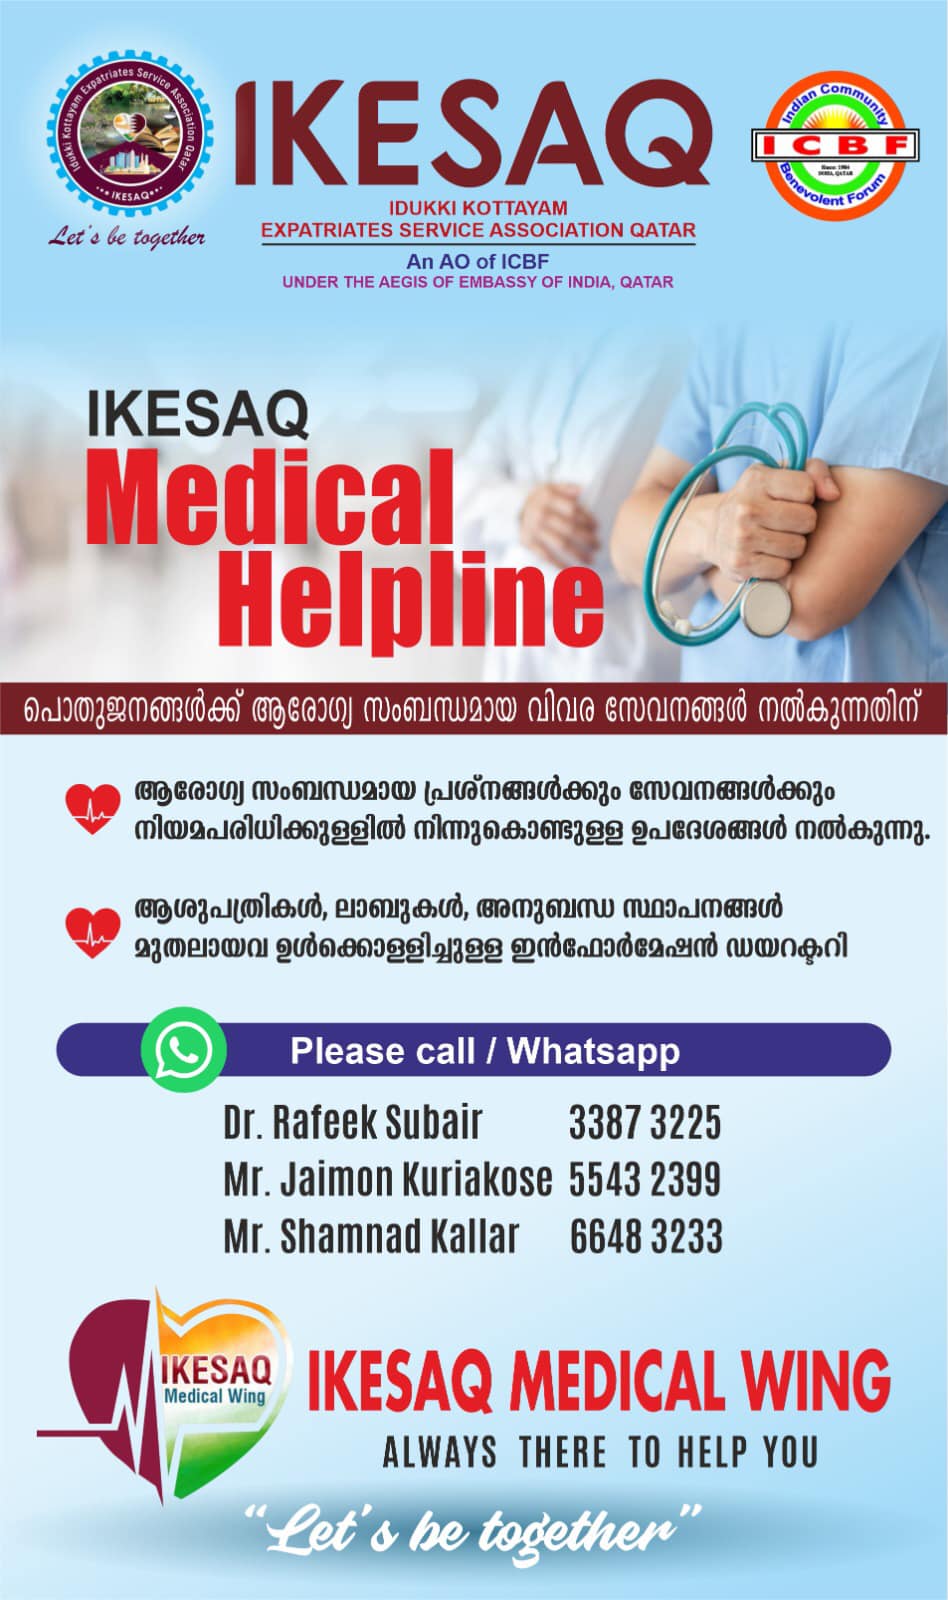 Idukki Kottayam Expatriates Service Association Qatar
IKESAQ
Let's be together
IKESAQ
IDUKKI KOTTAYAM
EXPATRIATES SERVICE ASSOCIATION QATAR
An AO of ICBF
UNDER THE AEGIS OF EMBASSY OF INDIA, QATAR
Indian Community
ICBF
Since 1984
DOHA, QATAR
Benevolent Forum
IKESAQ
Medical
Helpline
പൊതുജനങ്ങൾക്ക് ആരോഗ്യ സംബന്ധമായ വിവര സേവനങ്ങൾ നൽകുന്നതിന്
ആരോഗ്യ സംബന്ധമായ പ്രശ്നങ്ങൾക്കും സേവനങ്ങൾക്കും
നിയമപരിധിക്കുള്ളിൽ നിന്നുകൊണ്ടുള്ള ഉപദേശങ്ങൾ നൽകുന്നു.
ആശുപത്രികൾ, ലാബുകൾ, അനുബന്ധ സ്ഥാപനങ്ങൾ
മുതലായവ ഉൾക്കൊള്ളിച്ചുള്ള ഇൻഫോർമേഷൻ ഡയറക്ടറി
Please call / Whatsapp
Dr. Rafeek Subair 3387 3225
Mr. Jaimon Kuriakose 5543 2399
Mr. Shamnad Kallar 6648 3233
IKESAQ
Medical Wing
IKESAQ MEDICAL WING
ALWAYS THERE TO HELP YOU
"Let's be together"